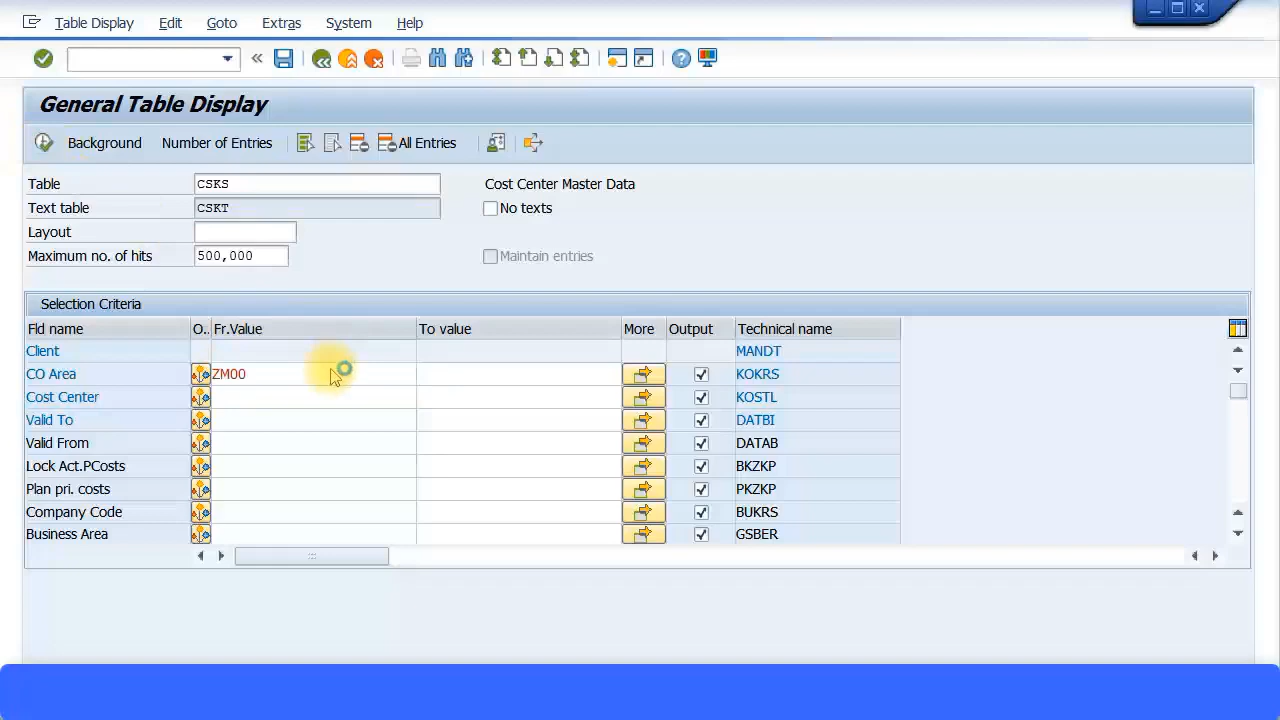 Table Display Edit Goto Extras System Help
General Table Display
Background Number of Entries All Entries
Table CSKS Cost Center Master Data
Text table CSKT No texts
Layout
Maximum no. of hits 500,000 Maintain entries
Selection Criteria
Fld name O.. Fr.Value To value More Output Technical name
Client MANDT
CO Area ZM00 KOKRS
Cost Center KOSTL
Valid To DATBI
Valid From DATAB
Lock Act.PCosts BKZKP
Plan pri. costs PKZKP
Company Code BUKRS
Business Area GSBER